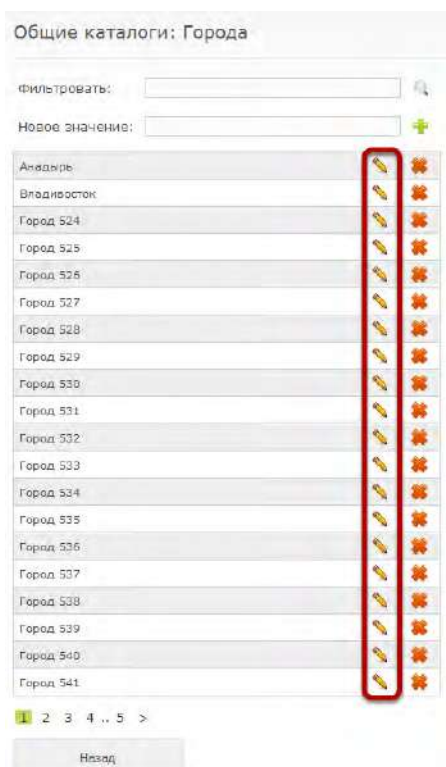 Общие каталоги: Города
Фильтровать:
Новое значение:
Анадырь
Владивосток
Город 524
Город 525
Город 526
Город 527
Город 528
Город 529
Город 530
Город 531
Город 532
Город 533
Город 534
Город 535
Город 536
Город 537
Город 538
Город 539
Город 540
Город 541
1 2 3 4 .. 5 >
Назад